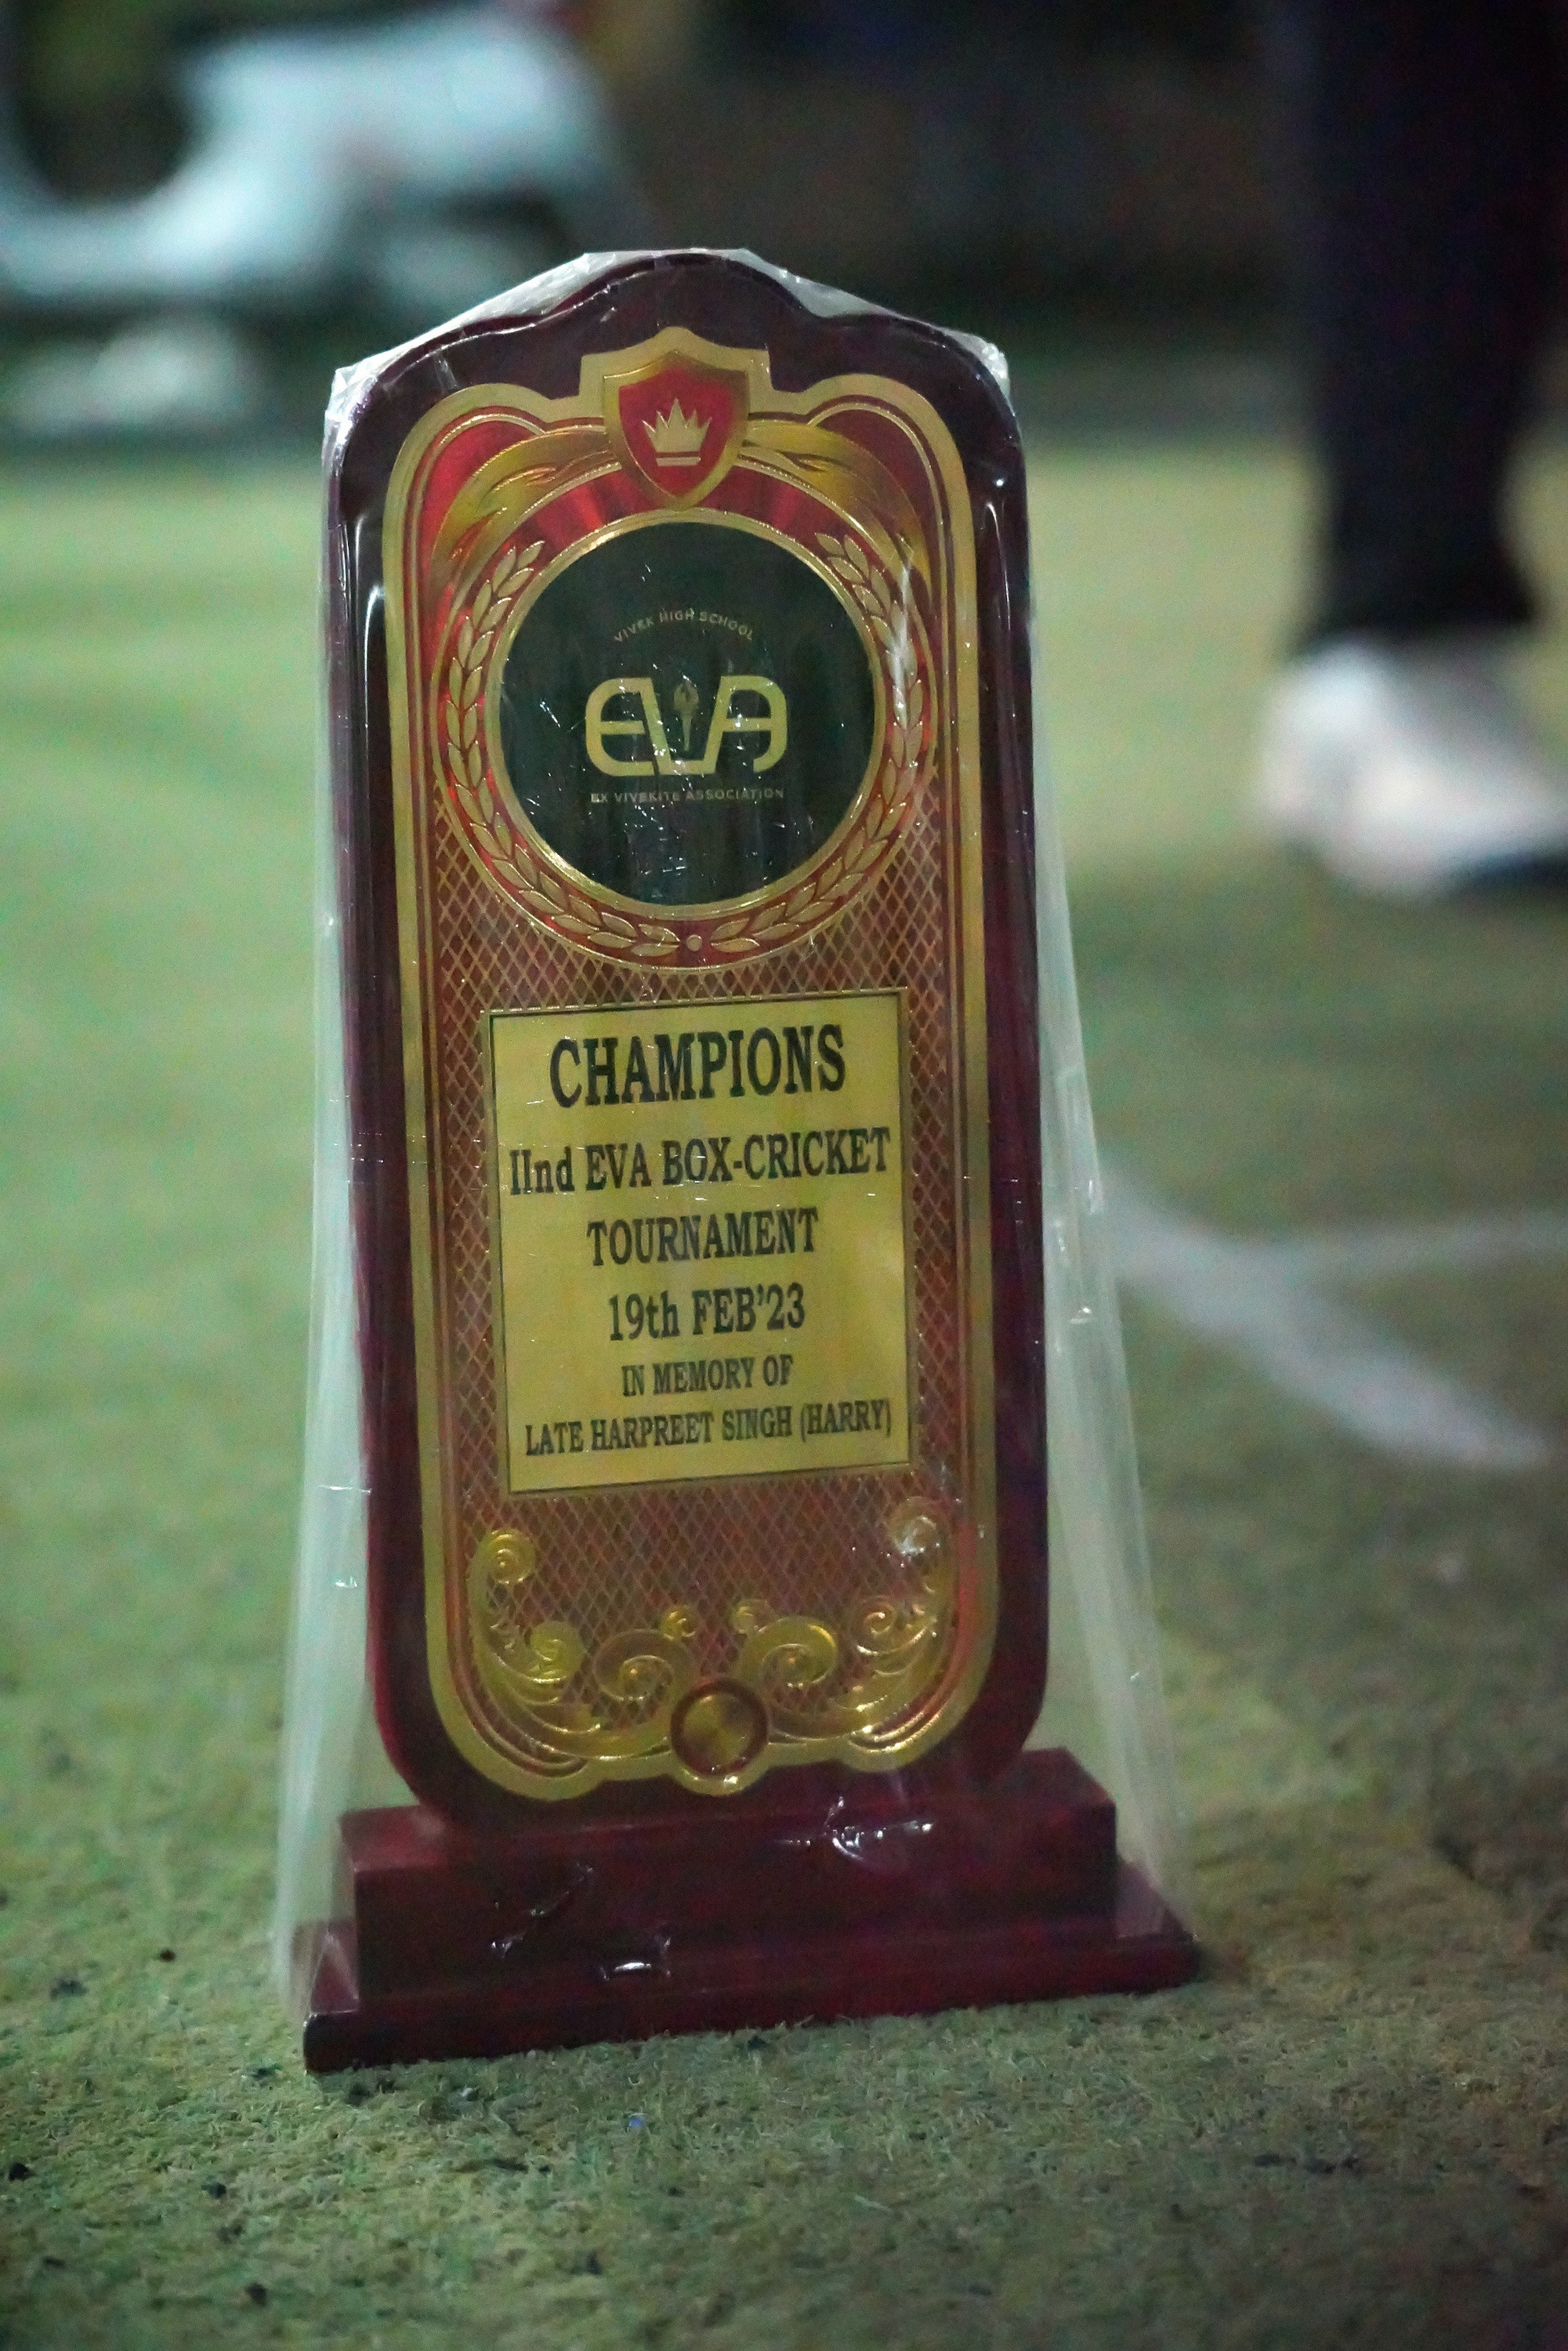 VIVEK HIGH SCHOOL
EVA
EX VIVEKITE ASSOCIATION
CHAMPIONS
IInd EVA BOX-CRICKET
TOURNAMENT
19th FEB'23
IN MEMORY OF
LATE HARPREET SINGH (HARRY)